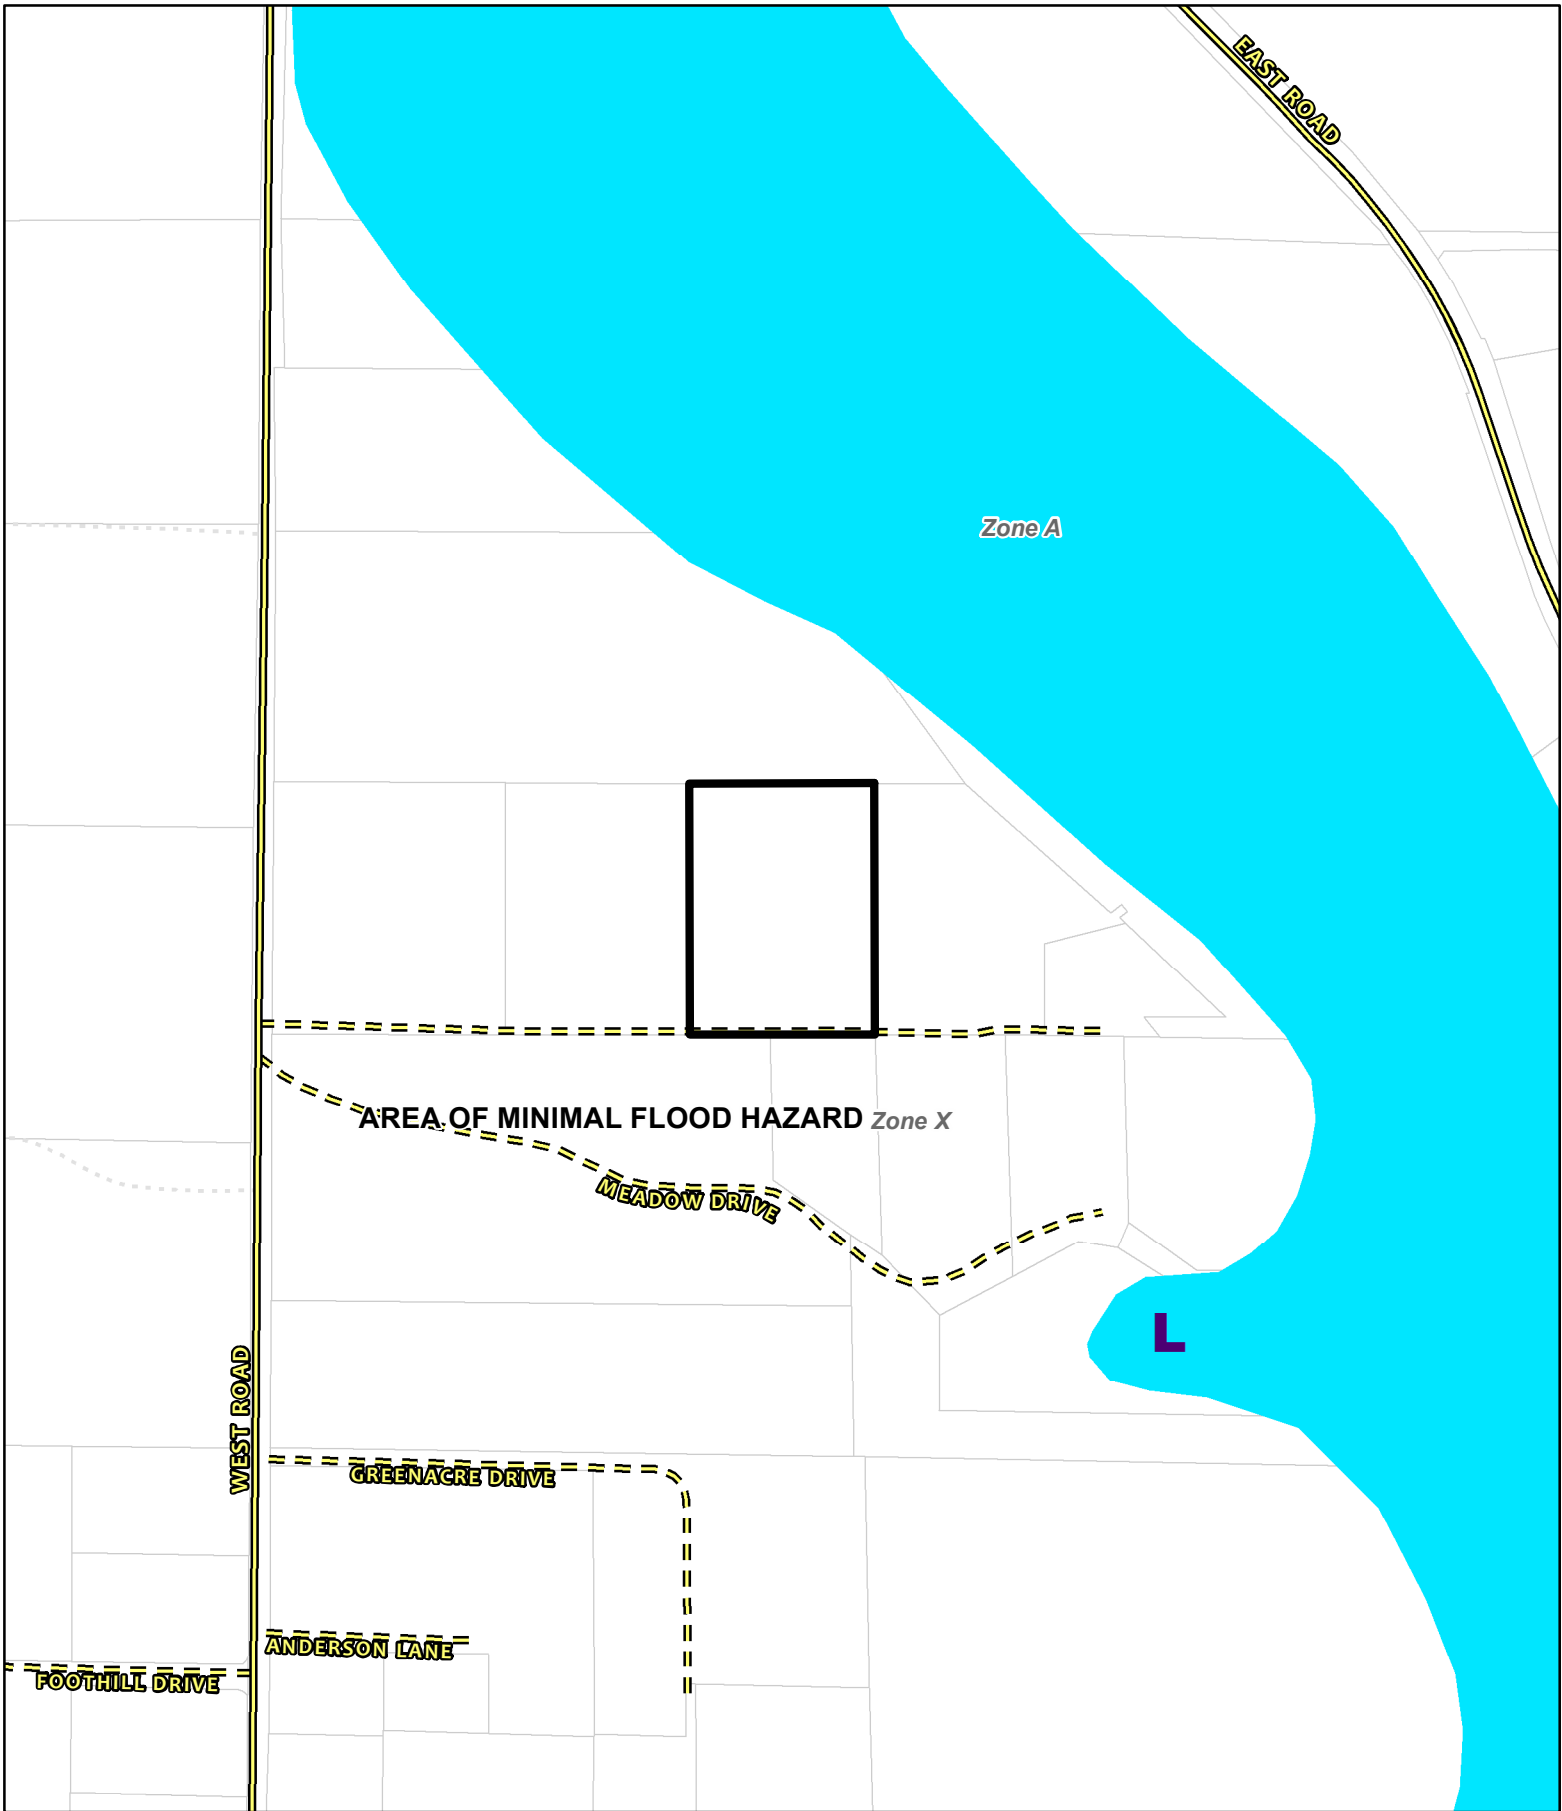 EAST ROAD
Zone A
AREA OF MINIMAL FLOOD HAZARD Zone X
MEADOW DRIVE
L
WEST ROAD
GREENACRE DRIVE
ANDERSON LANE
FOOTHILL DRIVE